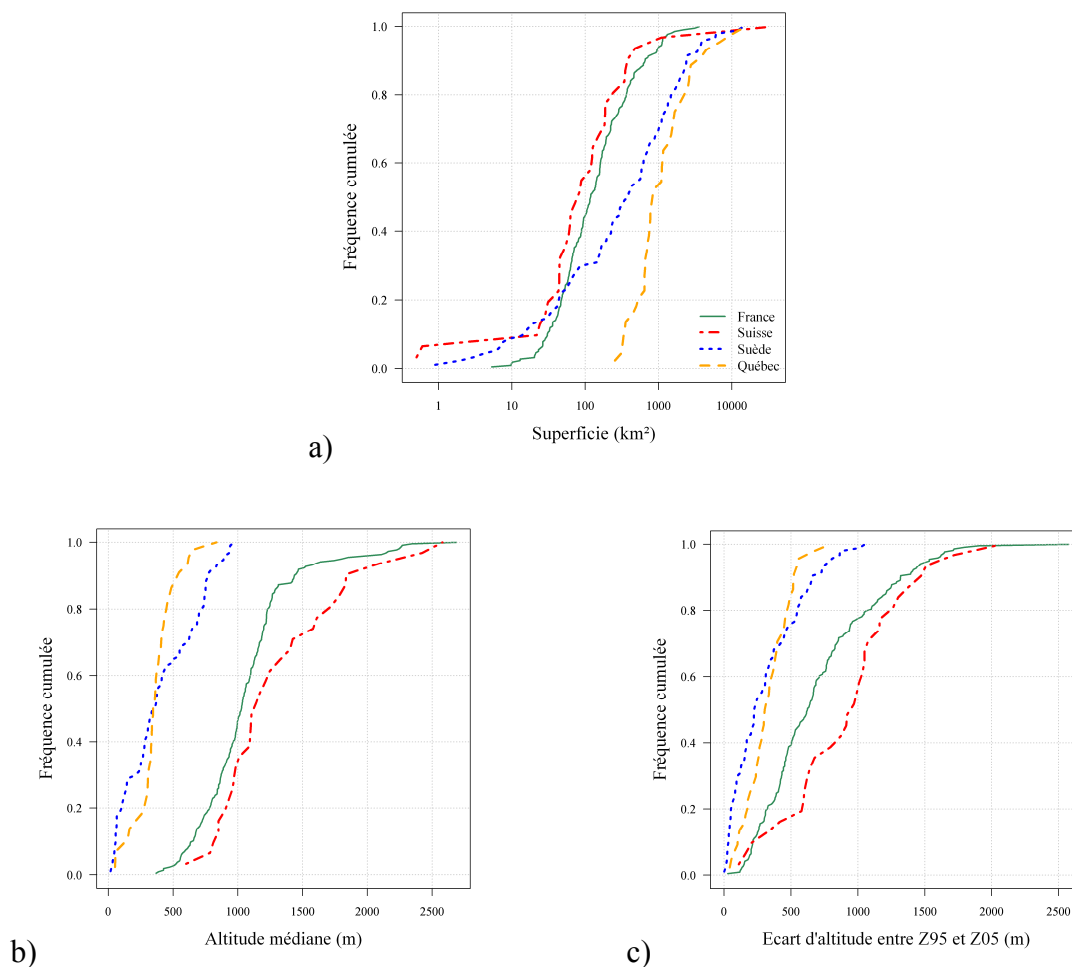 1.0
0.8
0.6
0.4
0.2
0.0
Fréquence cumulée
France
Suisse
Suède
Québec
1 10 100 1000 10000
Superficie (km²)
a)
1.0
0.8
0.6
0.4
0.2
0.0
Fréquence cumulée
0 500 1000 1500 2000 2500
Altitude médiane (m)
b)
1.0
0.8
0.6
0.4
0.2
0.0
Fréquence cumulée
0 500 1000 1500 2000 2500
Ecart d'altitude entre Z95 et Z05 (m)
c)